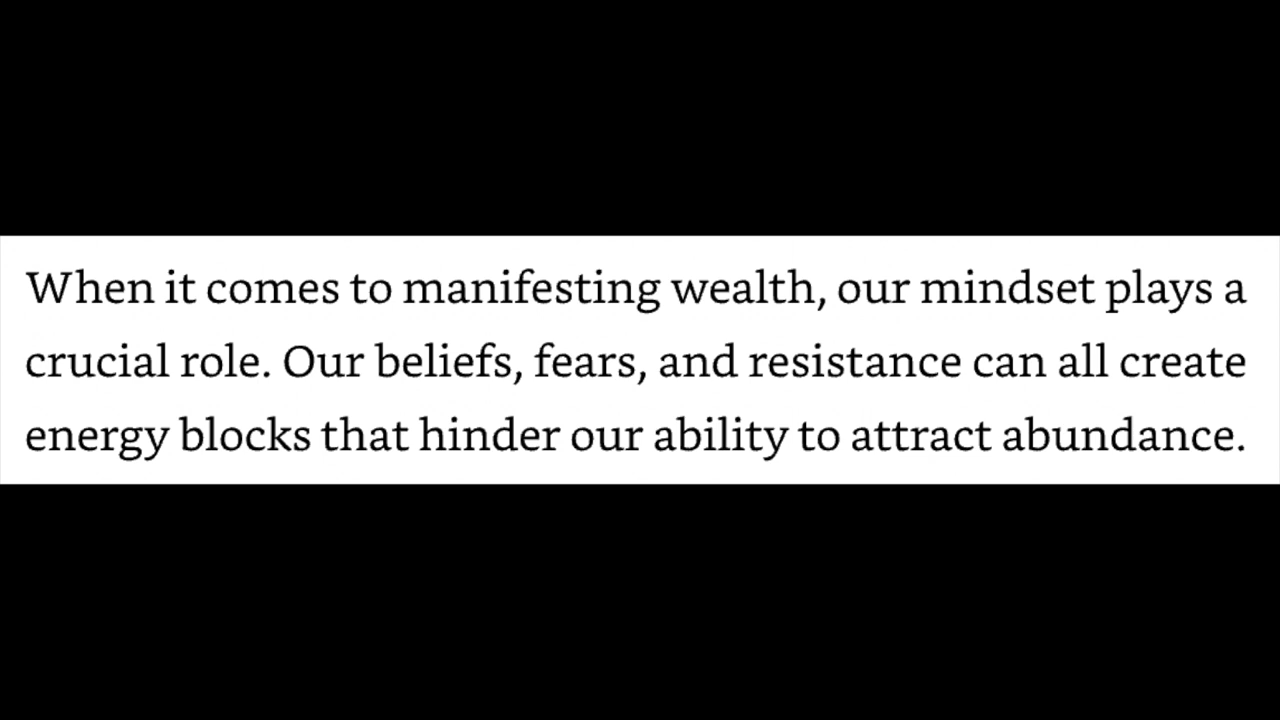 When it comes to manifesting wealth, our mindset plays a
crucial role. Our beliefs, fears, and resistance can all create
energy blocks that hinder our ability to attract abundance.